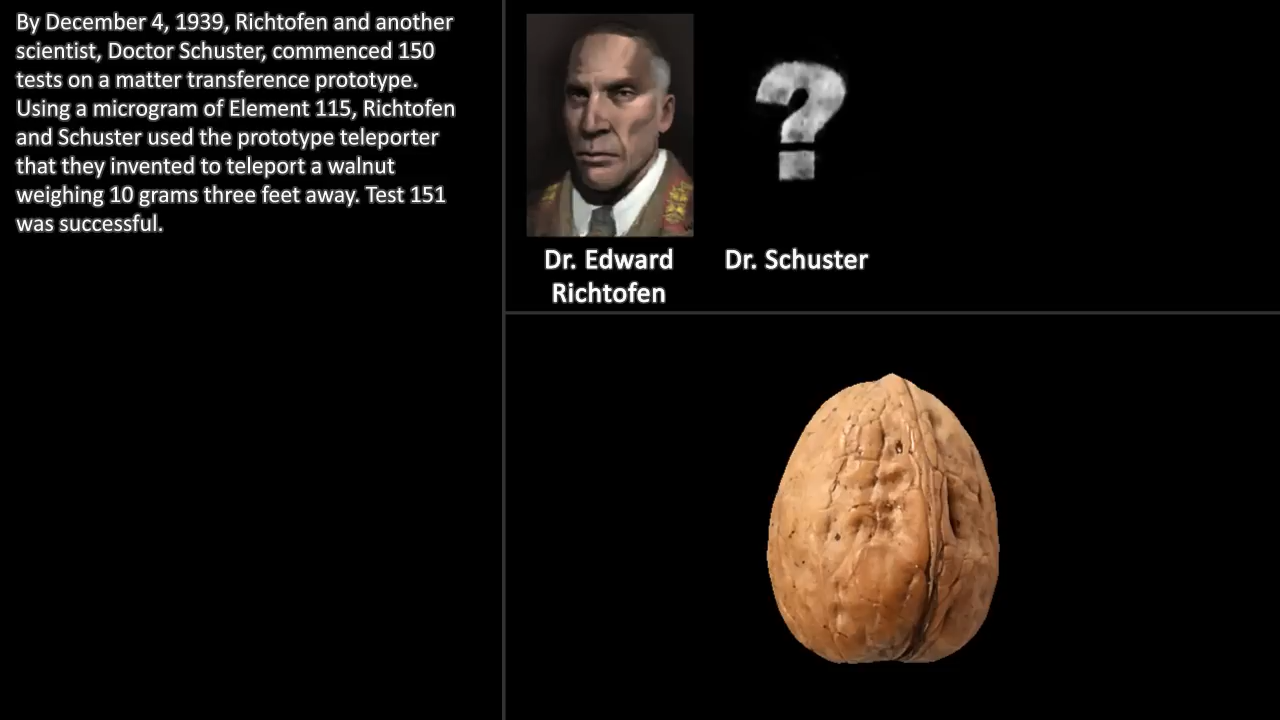 By December 4, 1939, Richtofen and another
scientist, Doctor Schuster, commenced 150
tests on a matter transference prototype.
Using a microgram of Element 115, Richtofen
and Schuster used the prototype teleporter
that they invented to teleport a walnut
weighing 10 grams three feet away. Test 151
was successful.
?
Dr. Edward
Richtofen
Dr. Schuster